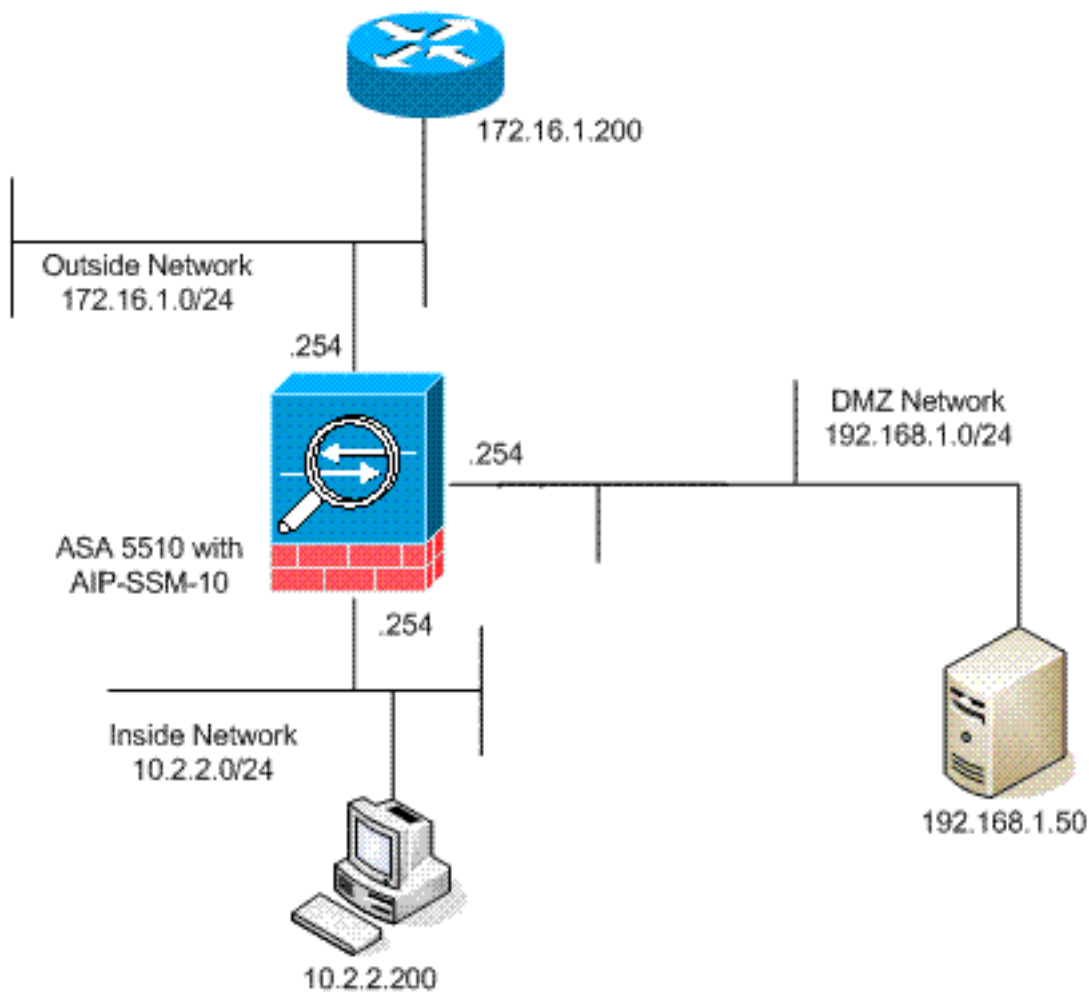 172.16.1.200
Outside Network
172.16.1.0/24
.254
DMZ Network
192.168.1.0/24
.254
ASA 5510 with
AIP-SSM-10
.254
Inside Network
10.2.2.0/24
192.168.1.50
10.2.2.200